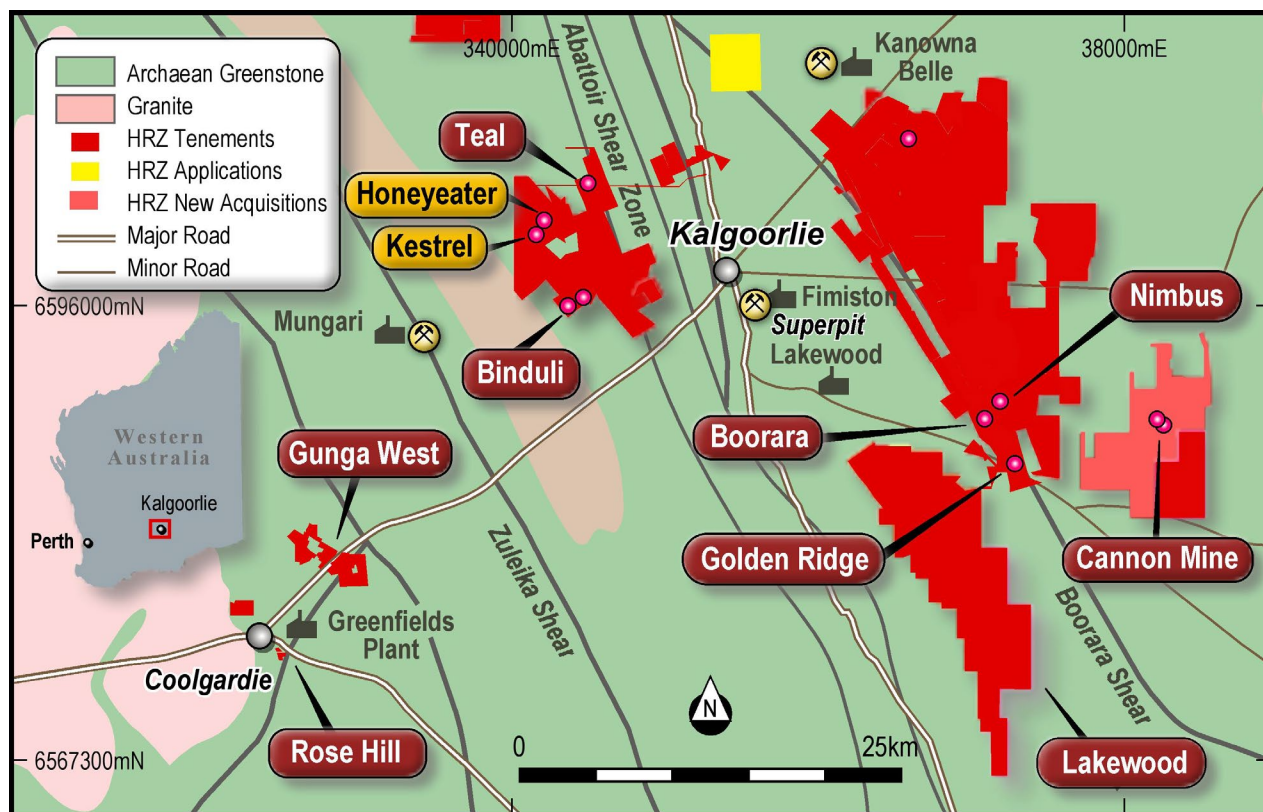 340000mE
38000mE
Archaean Greenstone
Granite
HRZ Tenements
HRZ Applications
HRZ New Acquisitions
Major Road
Minor Road
Abattoir Shear Zone
Kanowna
Belle
Teal
Honeyeater
Kestrel
Kalgoorlie
6596000mN
Mungari
Fimiston
Superpit
Lakewood
Nimbus
Binduli
Western
Australia
Kalgoorlie
Perth
Gunga West
Boorara
Zuleika Shear
Golden Ridge
Cannon Mine
Boorara Shear
Greenfields
Plant
Coolgardie
Rose Hill
N
6567300mN
0
25km
Lakewood